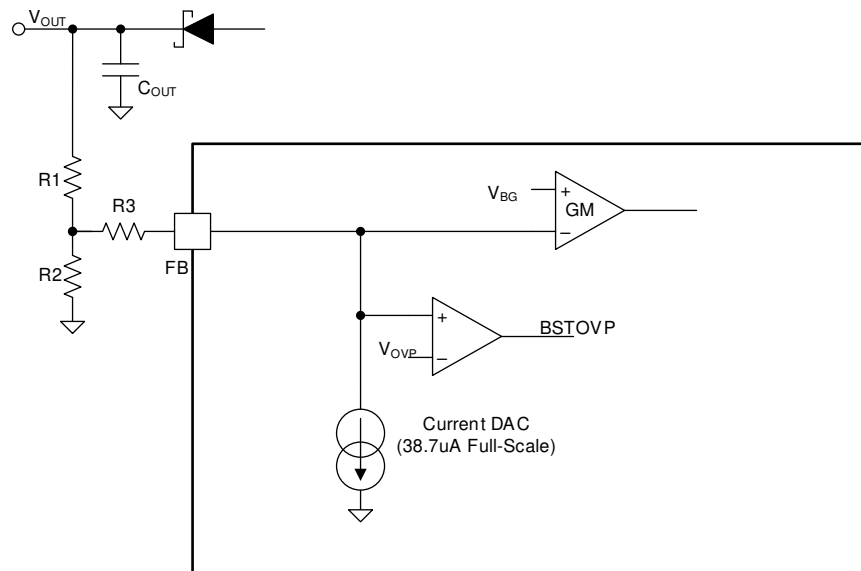 VOUT
COUT
R1
R3
VBG
+
GM
−
FB
R2
+
BSTOVP
VOVP
−
Current DAC
(38.7uA Full-Scale)